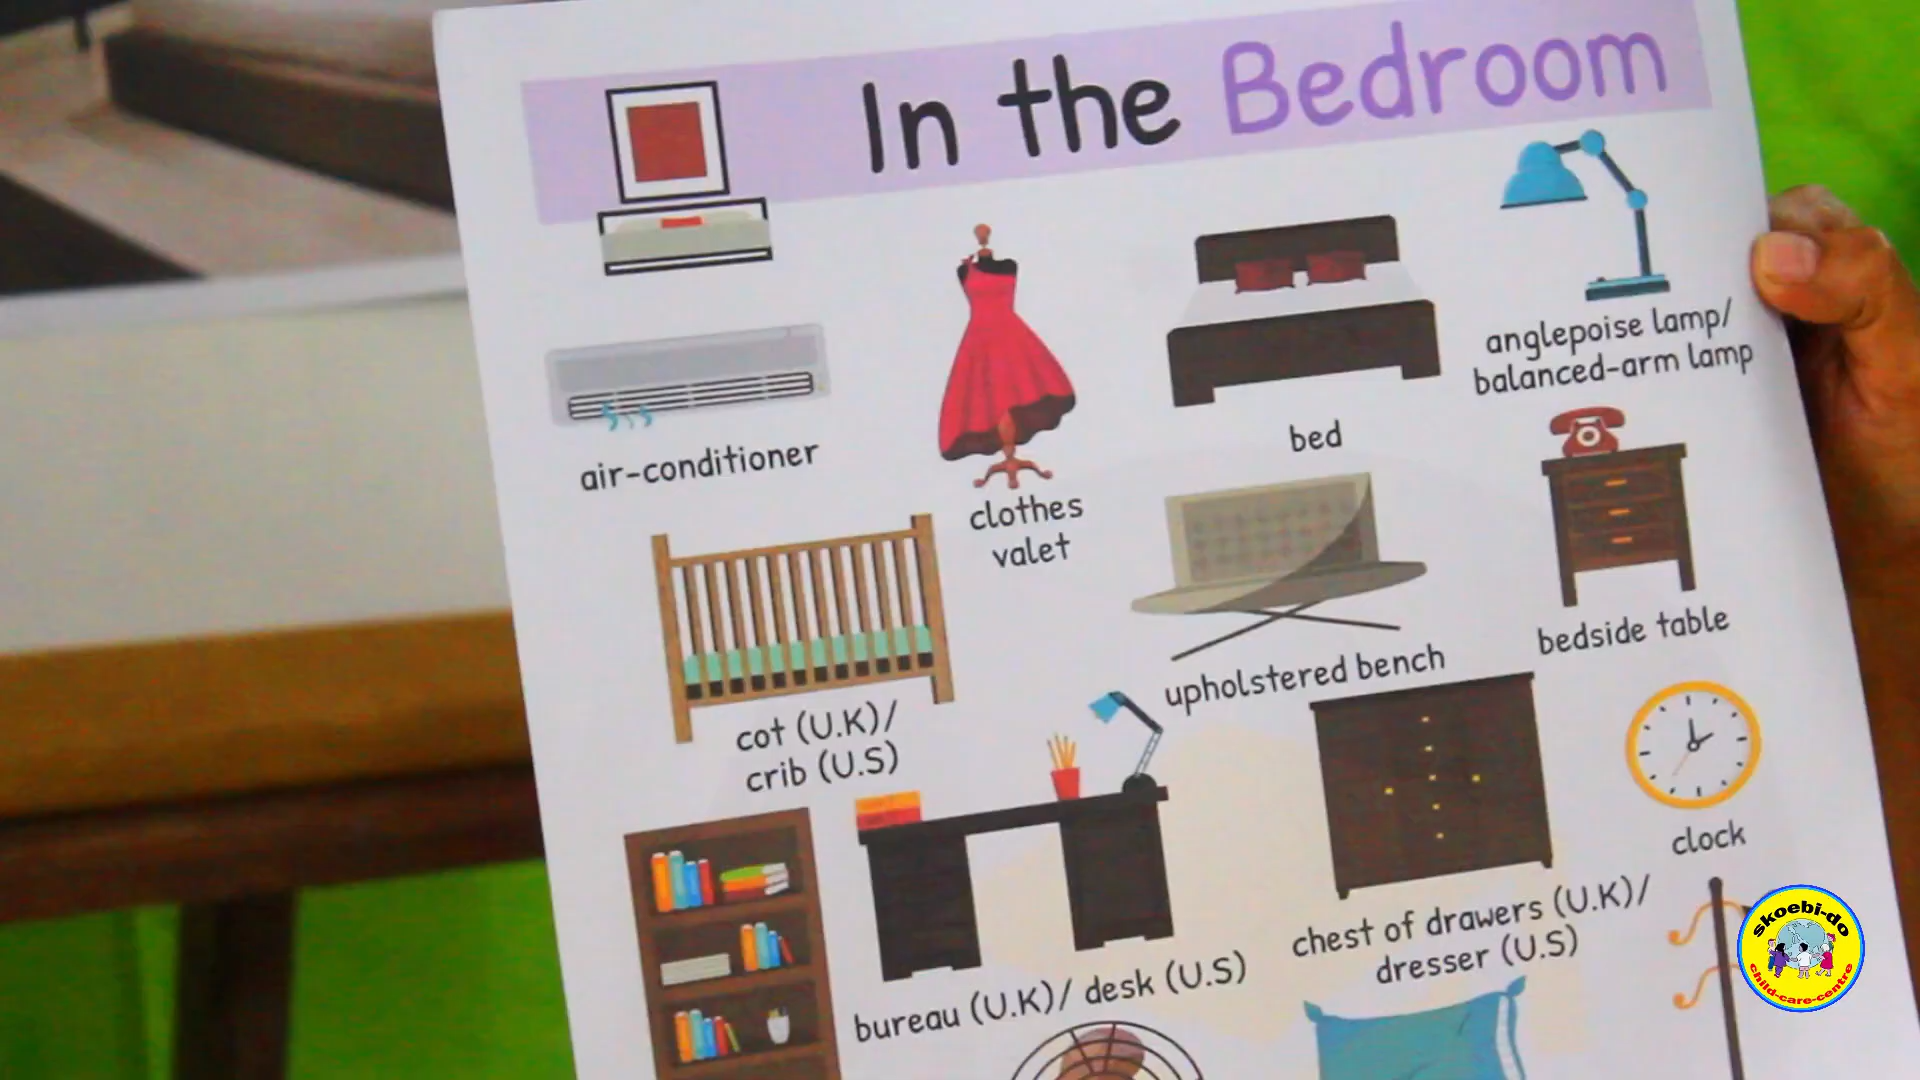 In the Bedroom
anglepoise lamp/
balanced-arm lamp
air-conditioner
clothes
valet
bed
bedside table
cot (U.K)/
crib (U.S)
upholstered bench
clock
bureau (U.K)/ desk (U.S)
chest of drawers (U.K)/
dresser (U.S)
skoebi-do
child-care-centre